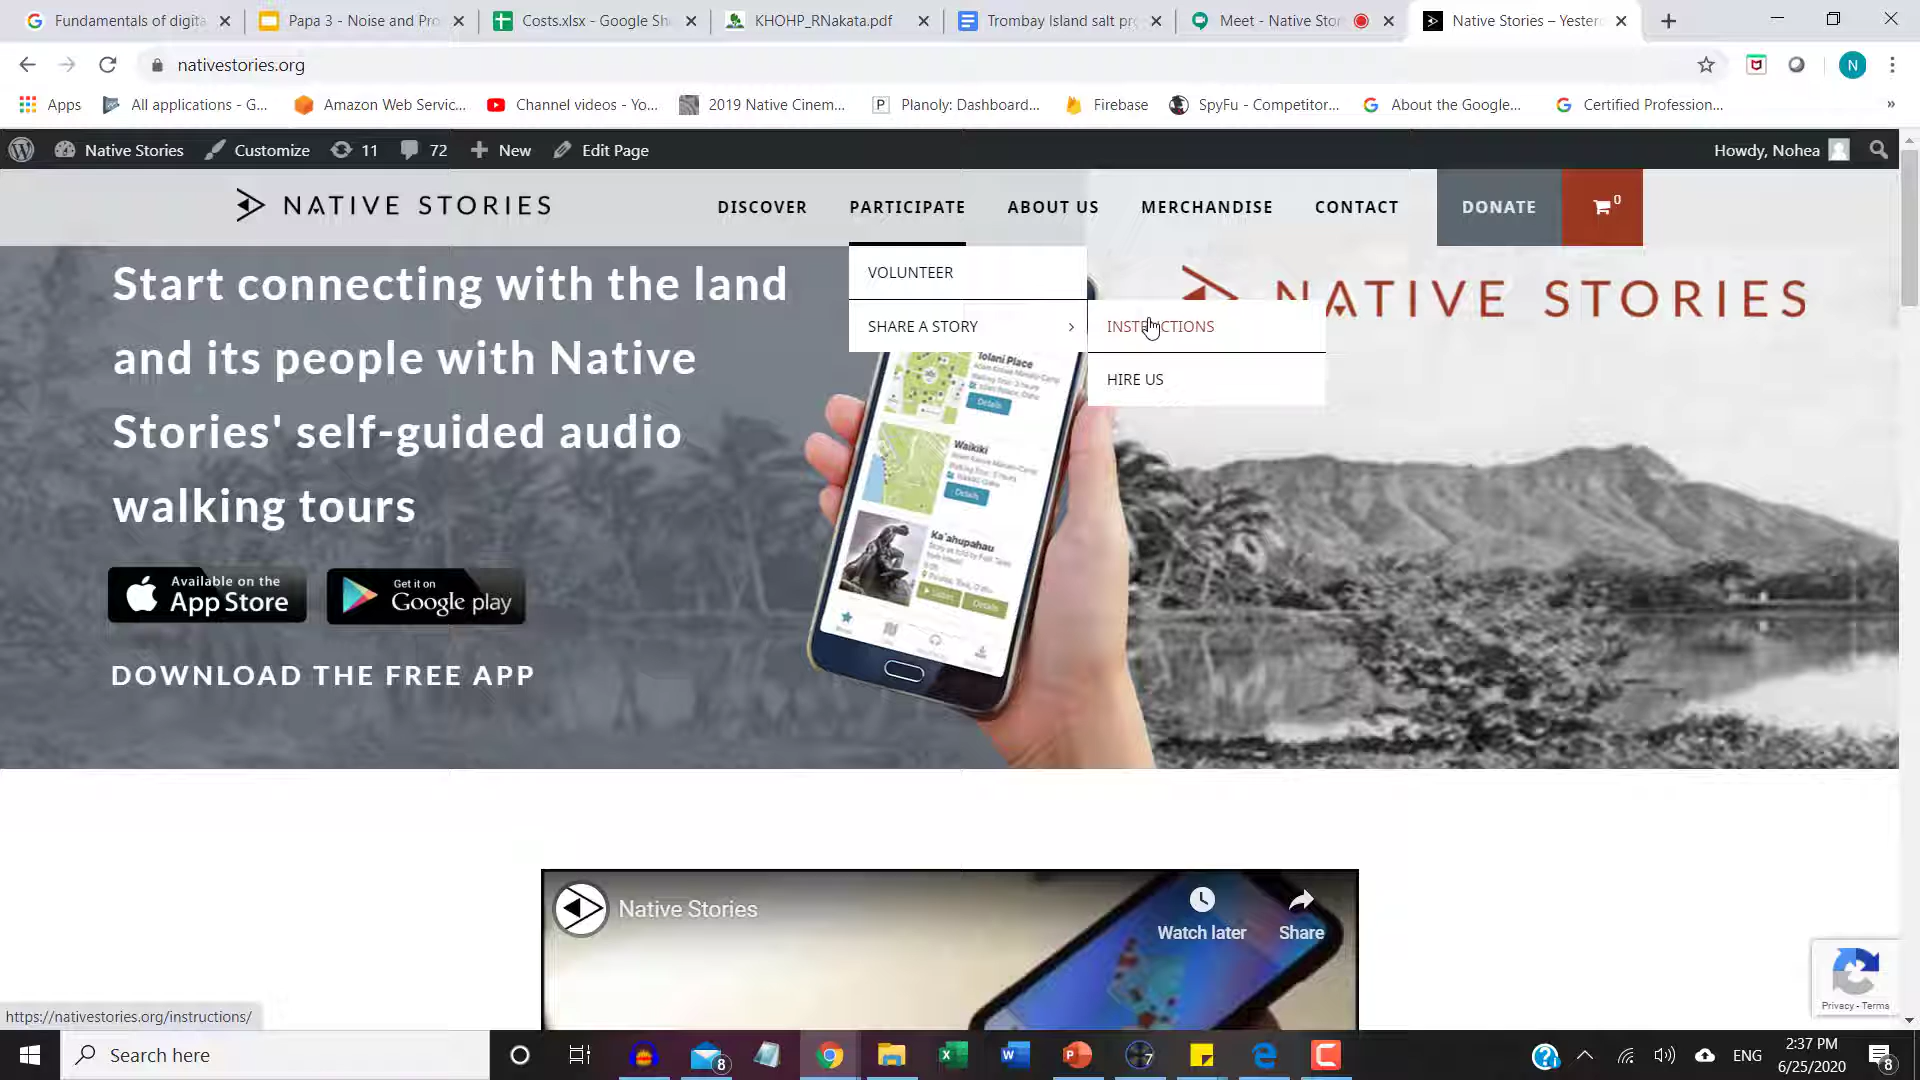 Fundamentals of digita
Papa 3 - Noise and Pro
Costs.xlsx - Google Sh
KHOHP_RNakata.pdf
Trombay Island salt pr
Meet - Native Stor
Native Stories – Yester
nativestories.org
N
Apps
All applications - G...
Amazon Web Servic...
Channel videos - Yo...
2019 Native Cinem...
Planoly: Dashboard...
Firebase
SpyFu - Competitor...
About the Google...
Certified Profession...
»
Native Stories
Customize
11
72
New
Edit Page
Howdy, Nohea
NATIVE STORIES
DISCOVER
PARTICIPATE
ABOUT US
MERCHANDISE
CONTACT
DONATE
0
VOLUNTEER
SHARE A STORY
INSTRUCTIONS
HIRE US
NATIVE STORIES
Start connecting with the land
and its people with Native
Stories' self-guided audio
walking tours
Available on the
App Store
Get it on
Google play
DOWNLOAD THE FREE APP
Iolani Place
Details
Waikiki
Details
Ka'ahupahau
Details
Native Stories
Watch later
Share
Privacy - Terms
https://nativestories.org/instructions/
Search here
8
7
ENG
2:37 PM
6/25/2020
8